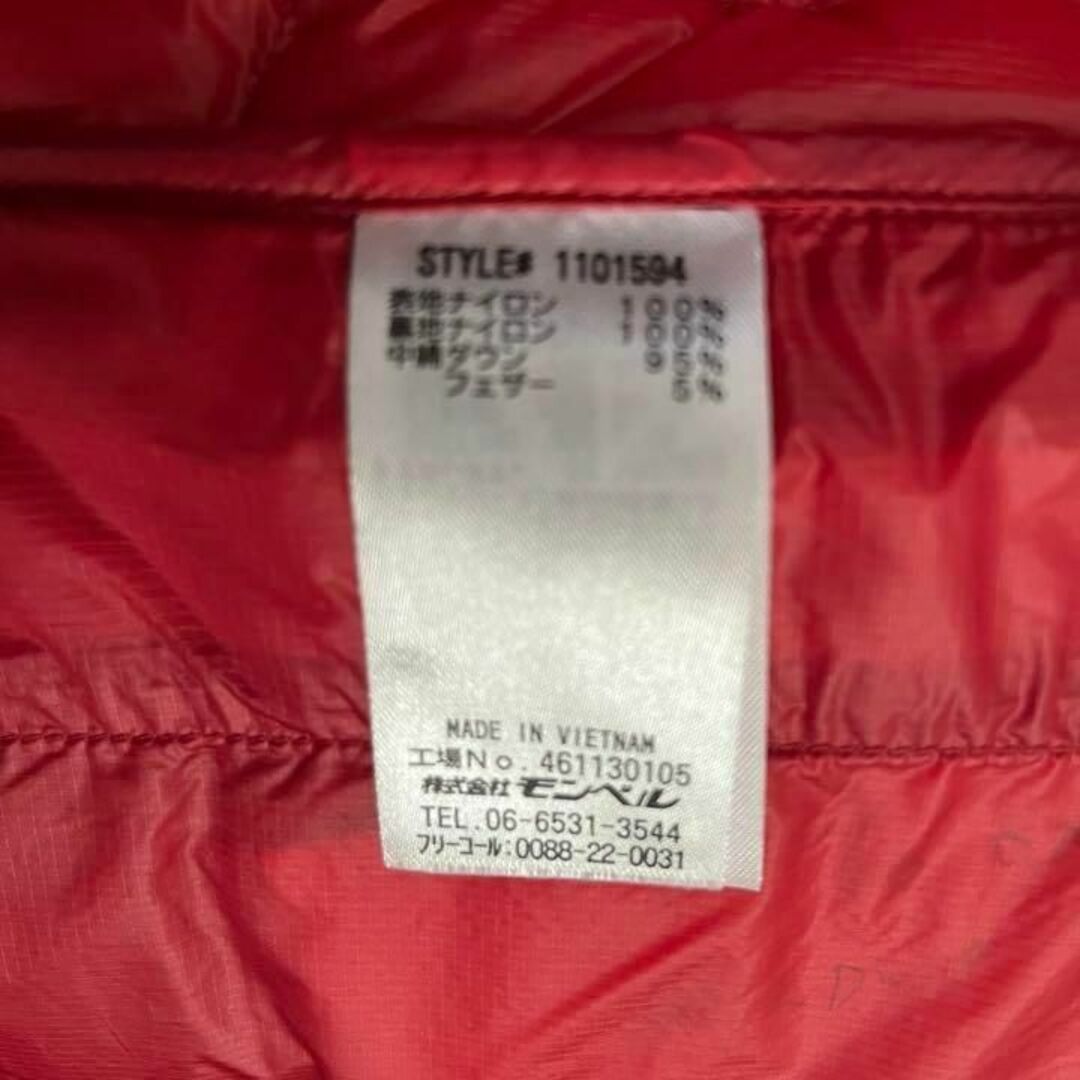 STYLE# 1101594
表地ナイロン 100%
裏地ナイロン 100%
中綿ダウン 95%
フェザー 5%
MADE IN VIETNAM
工場No.461130105
株式会社モンベル
TEL.06-6531-3544
フリーコール:0088-22-0031